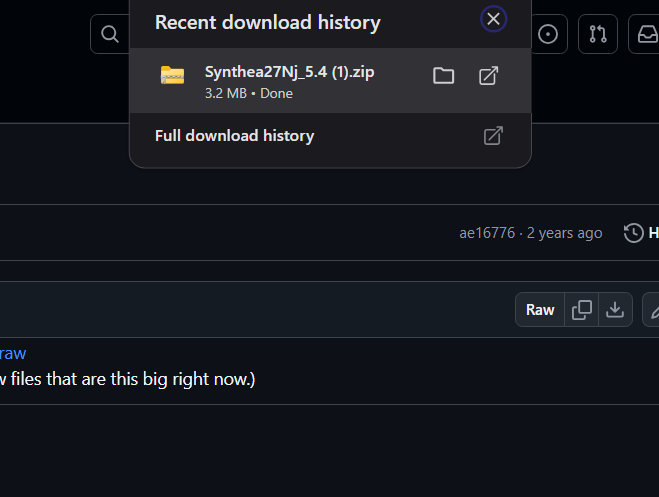 Recent download history
Synthea27Nj_5.4 (1).zip
3.2 MB • Done
Full download history
ae16776 · 2 years ago
H
Raw
raw
files that are this big right now.)